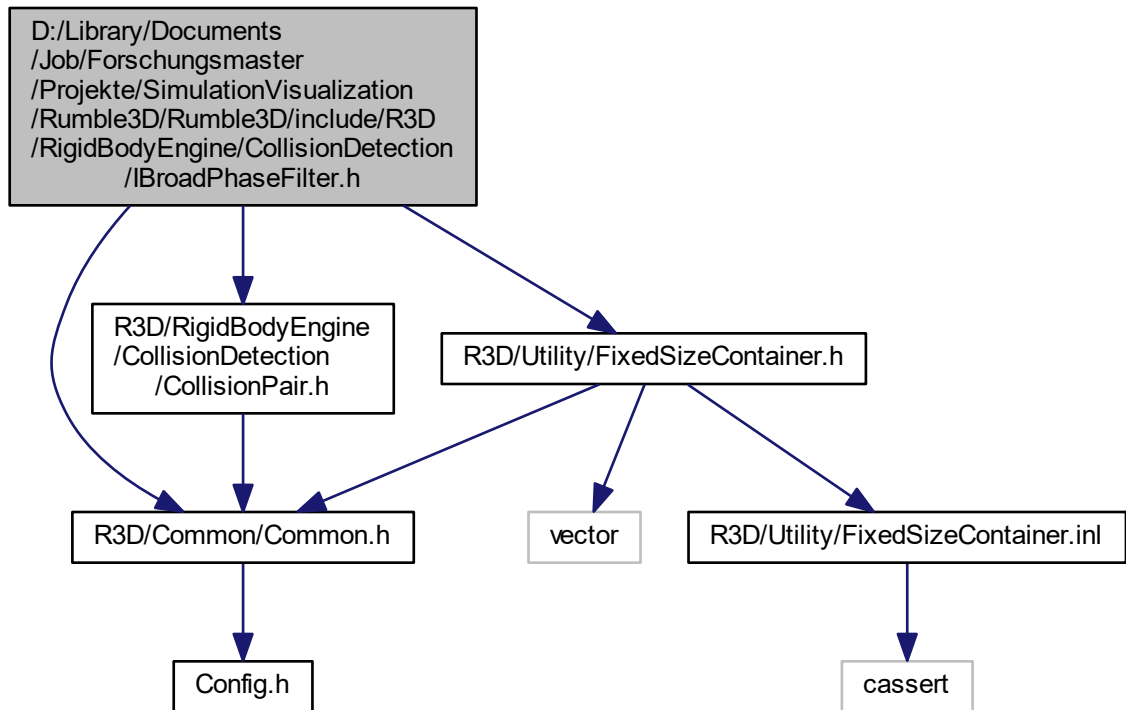 D:/Library/Documents
/Job/Forschungsmaster
/Projekte/SimulationVisualization
/Rumble3D/Rumble3D/include/R3D
/RigidBodyEngine/CollisionDetection
/IBroadPhaseFilter.h
R3D/RigidBodyEngine
/CollisionDetection
/CollisionPair.h
R3D/Utility/FixedSizeContainer.h
R3D/Common/Common.h
vector
R3D/Utility/FixedSizeContainer.inl
Config.h
cassert